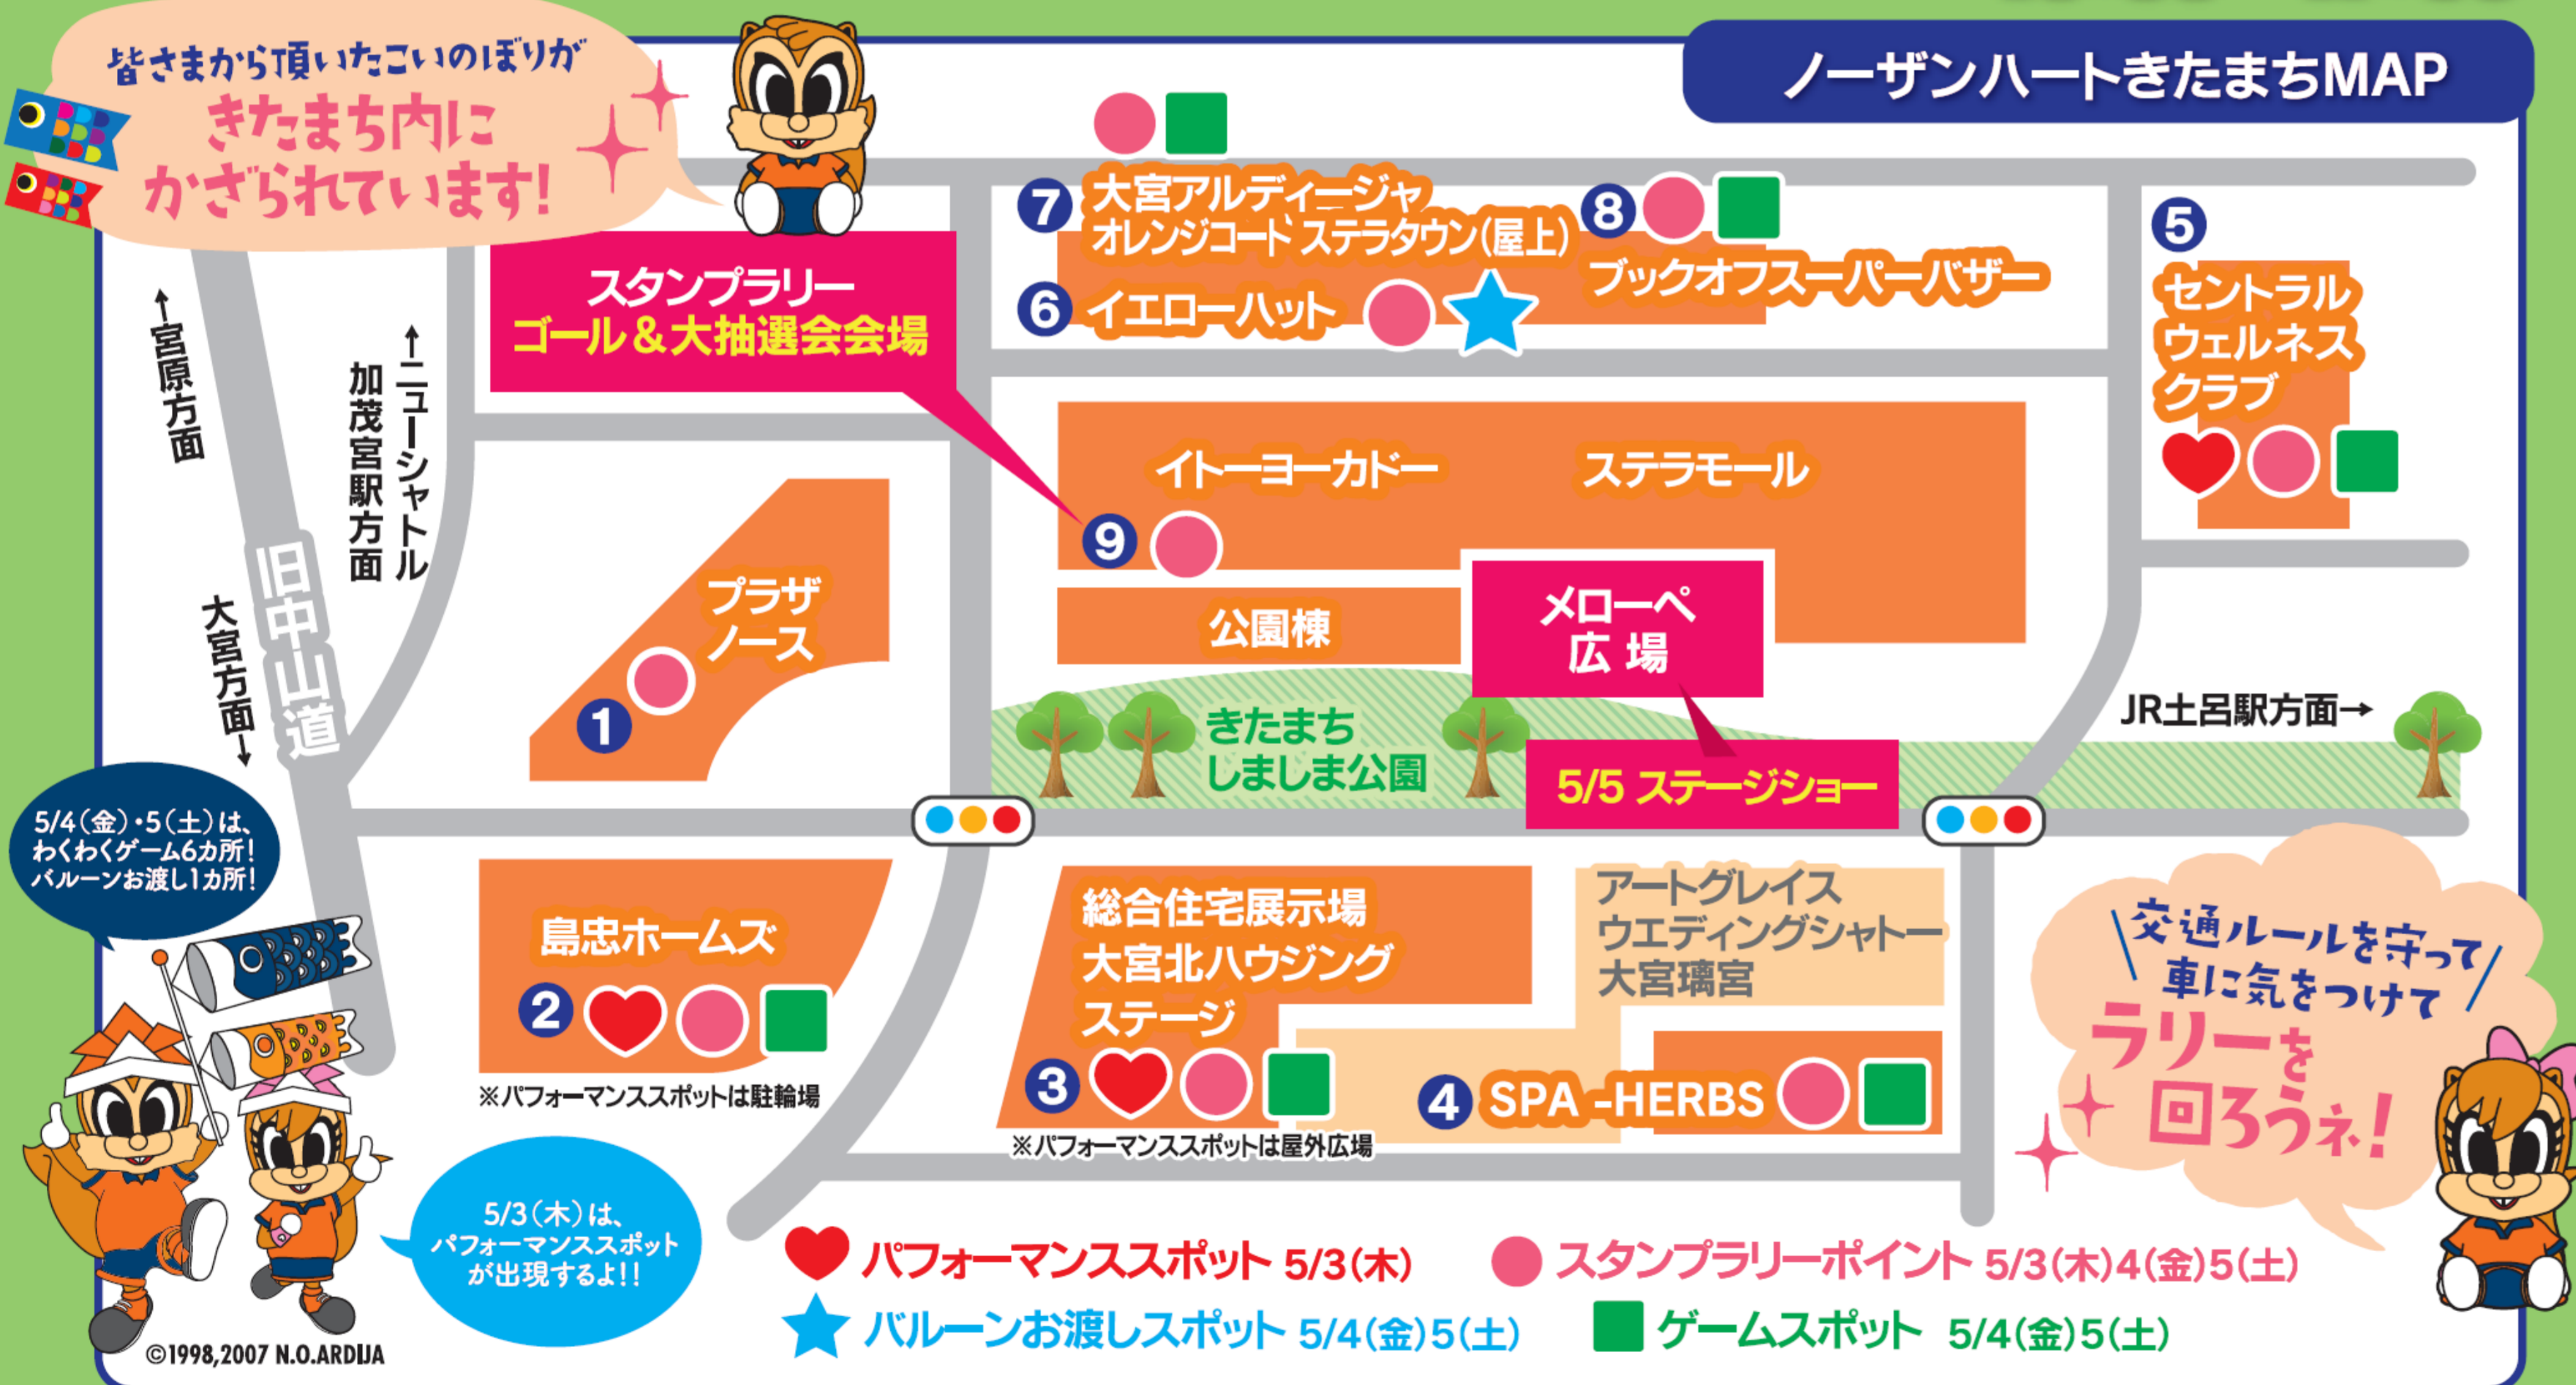 皆さまから頂いたこいのぼりが
きたまち内に
かざられています!
ノーザンハートきたまちMAP
7
大宮アルディージャ
オレンジコート ステラタウン(屋上)
8
ブックオフスーパーバザー
6
イエローハット
5
セントラル
ウェルネス
クラブ
スタンプラリー
ゴール&大抽選会会場
↑宮原方面
↑ニューシャトル
加茂宮駅方面
旧中山道
大宮方面↓
イトーヨーカドー
ステラモール
9
プラザ
ノース
1
公園棟
メローペ
広場
きたまち
しましま公園
5/5 ステージショー
JR土呂駅方面→
5/4(金)・5(土)は、
わくわくゲーム6カ所!
バルーンお渡し1カ所!
島忠ホームズ
2
※パフォーマンススポットは駐輪場
総合住宅展示場
大宮北ハウジング
ステージ
3
※パフォーマンススポットは屋外広場
アートグレイス
ウエディングシャトー
大宮璃宮
4
SPA-HERBS
交通ルールを守って
車に気をつけて
ラリーを
回ろうネ!
5/3(木)は、
パフォーマンススポット
が出現するよ!!
パフォーマンススポット 5/3(木)
スタンプラリーポイント 5/3(木)4(金)5(土)
バルーンお渡しスポット 5/4(金)5(土)
ゲームスポット 5/4(金)5(土)
©1998,2007 N.O.ARDIJA